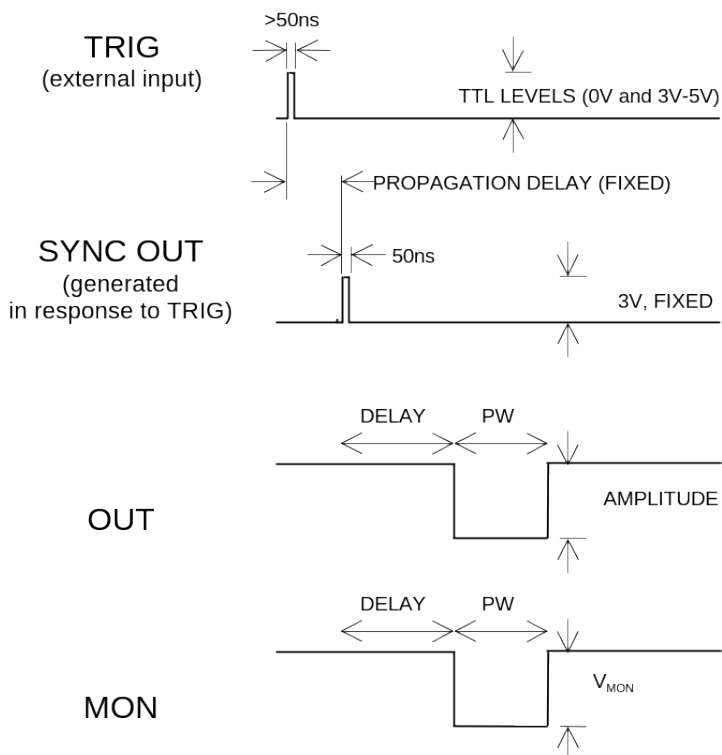 >50ns
TRIG
(external input)
TTL LEVELS (0V and 3V-5V)
PROPAGATION DELAY (FIXED)
SYNC OUT
(generated
in response to TRIG)
50ns
3V, FIXED
DELAY PW
AMPLITUDE
OUT
DELAY PW
VMON
MON